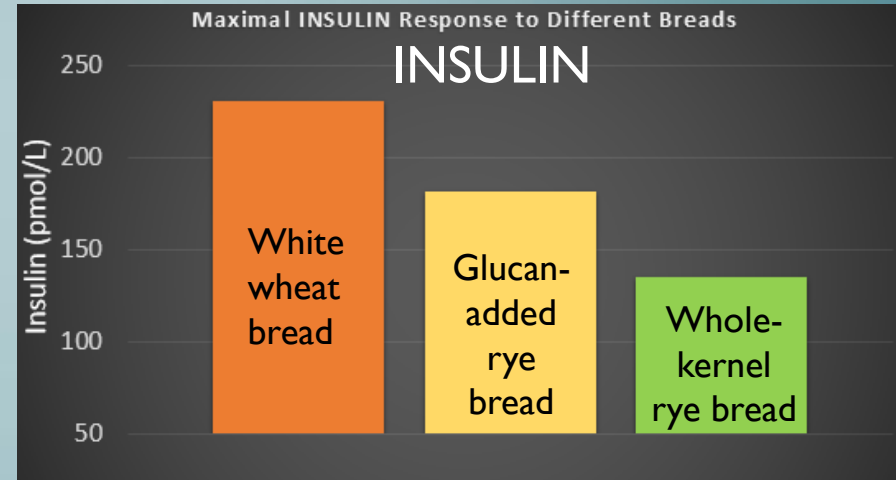 Maximal INSULIN Response to Different Breads
INSULIN
Insulin (pmol/L)
250
200
150
100
50
White
wheat
bread
Glucan-
added
rye
bread
Whole-
kernel
rye bread